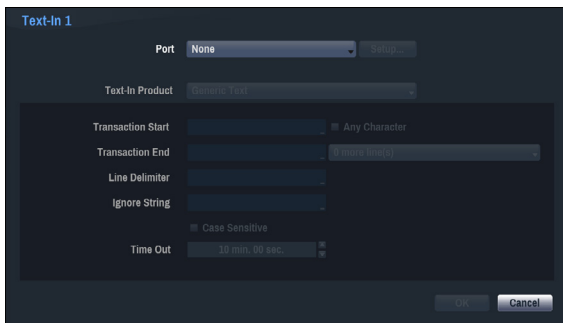 Text-In 1
Port None Setup...
Text-In Product Generic Text
Transaction Start Any Character
Transaction End 0 more line(s)
Line Delimiter
Ignore String
Case Sensitive
Time Out 10 min. 00 sec.
OK Cancel